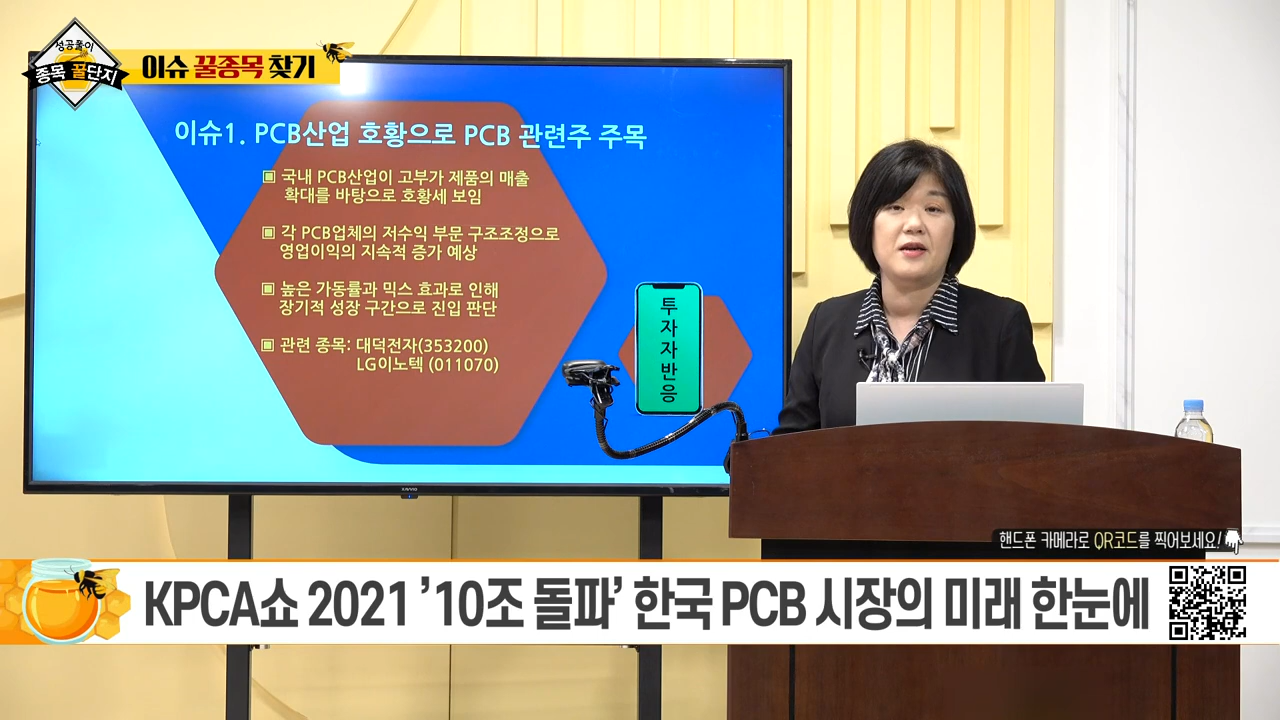 성공풀이
종목 꿀단지
이슈 꿀종목 찾기
이슈1. PCB산업 호황으로 PCB 관련주 주목
▣ 국내 PCB산업이 고부가 제품의 매출
확대를 바탕으로 호황세 보임
▣ 각 PCB업체의 저수익 부문 구조조정으로
영업이익의 지속적 증가 예상
▣ 높은 가동률과 믹스 효과로 인해
장기적 성장 구간으로 진입 판단
▣ 관련 종목: 대덕전자(353200)
LG이노텍 (011070)
투
자
자
반
응
핸드폰 카메라로 QR코드를 찍어보세요!
KPCA쇼 2021 '10조 돌파' 한국 PCB 시장의 미래 한눈에